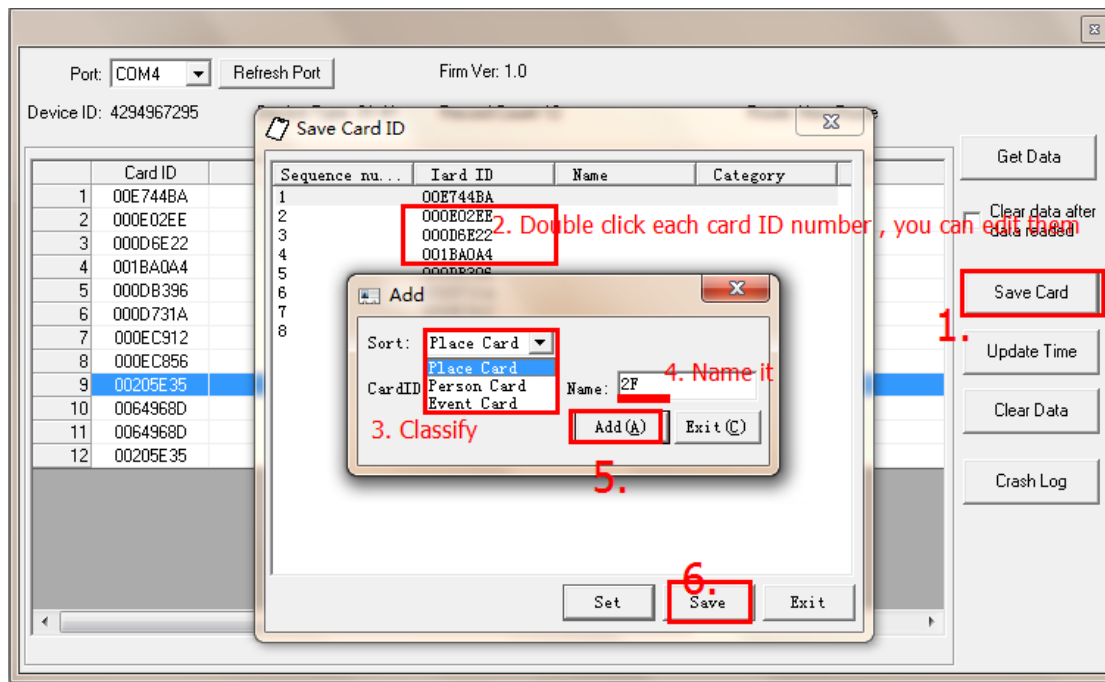 Port: COM4 Refresh Port Firm Ver: 1.0
Device ID: 4294967295
Save Card ID
Get Data
Clear data after
data readed
Save Card
1.
Update Time
Clear Data
Crash Log
Card ID
1 00E744BA
2 000E02EE
3 000D6E22
4 001BA0A4
5 000DB396
6 000D731A
7 000EC912
8 000EC856
9 00205E35
10 0064968D
11 0064968D
12 00205E35
Sequence nu... Iard ID Name Category
1 00E744BA
2 000E02EE
3 000D6E22
4 001BA0A4
5 000DB396
6
7
8
2. Double click each card ID number , you can edit them
Add
Sort: Place Card
Place Card
Person Card
Event Card
CardID
Name: 2F
4. Name it
3. Classify
Add(A) Exit(C)
5.
6.
Set Save Exit